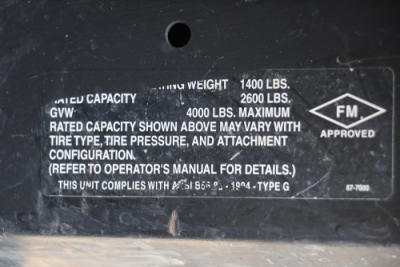 WEIGHT 1400 LBS.
RATED CAPACITY 2600 LBS.
GVW 4000 LBS. MAXIMUM
RATED CAPACITY SHOWN ABOVE MAY VARY WITH
TIRE TYPE, TIRE PRESSURE, AND ATTACHMENT
CONFIGURATION.
(REFER TO OPERATOR'S MANUAL FOR DETAILS.)
THIS UNIT COMPLIES WITH - TYPE G
FM
APPROVED
87-7000